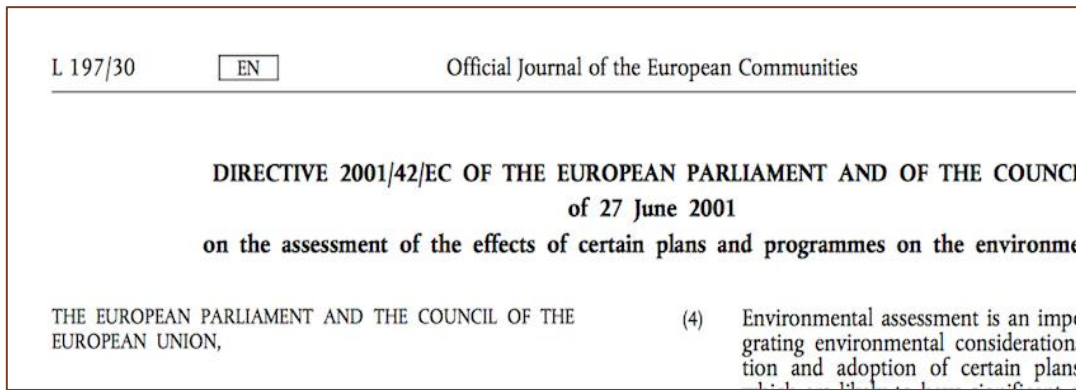 L 197/30 EN Official Journal of the European Communities
DIRECTIVE 2001/42/EC OF THE EUROPEAN PARLIAMENT AND OF THE COUNCI
of 27 June 2001
on the assessment of the effects of certain plans and programmes on the environme
THE EUROPEAN PARLIAMENT AND THE COUNCIL OF THE
EUROPEAN UNION,
(4) Environmental assessment is an impo
grating environmental consideration
tion and adoption of certain plans